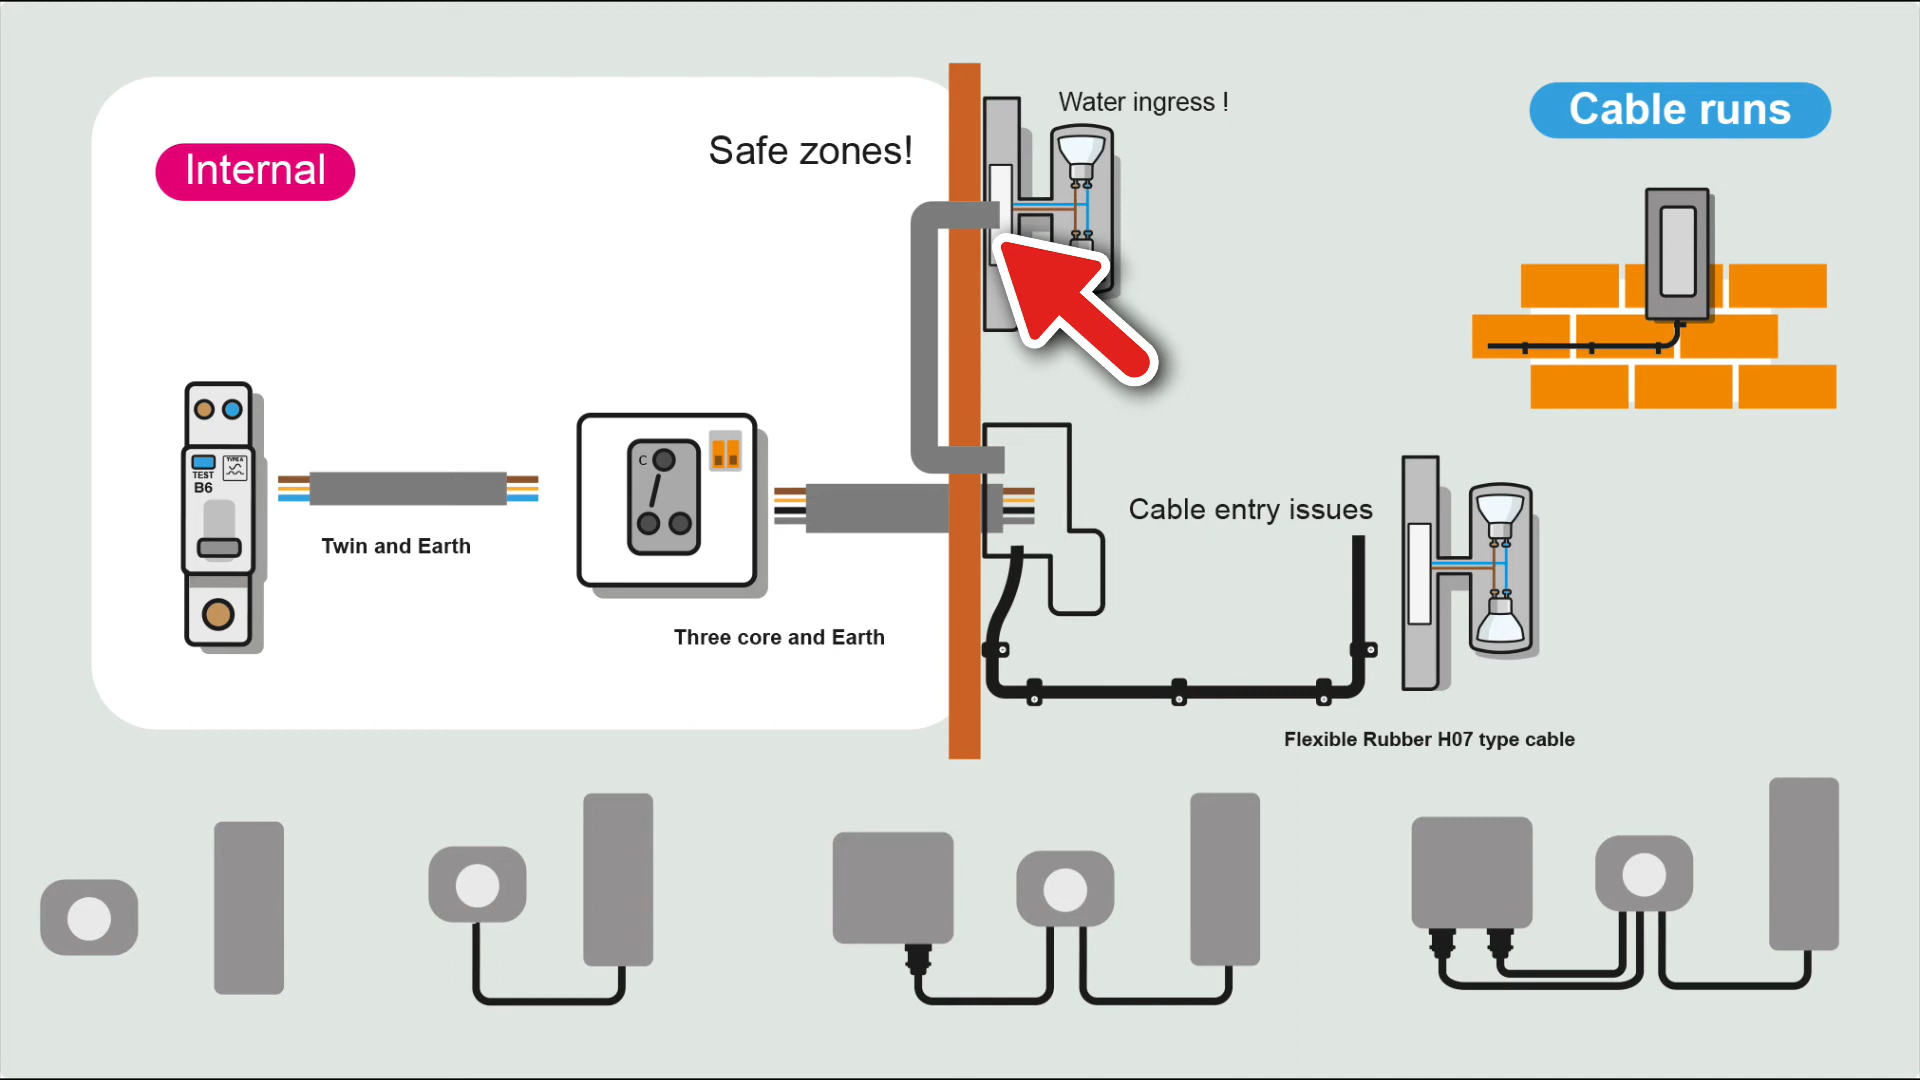 Water ingress !
Cable runs
Safe zones!
Internal
C
TEST
TYPE A
B6
Cable entry issues
Twin and Earth
Three core and Earth
Flexible Rubber H07 type cable